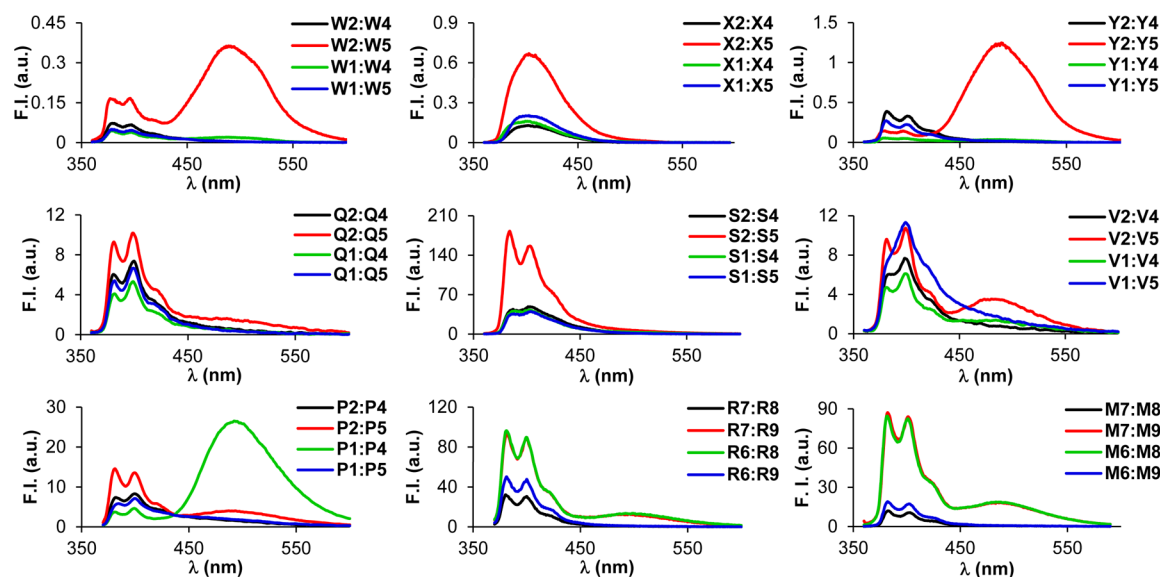 0.45
0.3
0.15
0
F.I. (a.u.)
350
450
550
λ (nm)
W2:W4
W2:W5
W1:W4
W1:W5
0.9
0.6
0.3
0
F.I. (a.u.)
350
450
550
λ (nm)
X2:X4
X2:X5
X1:X4
X1:X5
1.5
1
0.5
0
F.I. (a.u.)
350
450
550
λ (nm)
Y2:Y4
Y2:Y5
Y1:Y4
Y1:Y5
12
8
4
0
F.I. (a.u.)
350
450
550
λ (nm)
Q2:Q4
Q2:Q5
Q1:Q4
Q1:Q5
210
140
70
0
F.I. (a.u.)
350
450
550
λ (nm)
S2:S4
S2:S5
S1:S4
S1:S5
12
8
4
0
F.I. (a.u.)
350
450
550
λ (nm)
V2:V4
V2:V5
V1:V4
V1:V5
30
20
10
0
F.I. (a.u.)
350
450
550
λ (nm)
P2:P4
P2:P5
P1:P4
P1:P5
120
80
40
0
F.I. (a.u.)
350
450
550
λ (nm)
R7:R8
R7:R9
R6:R8
R6:R9
90
60
30
0
F.I. (a.u.)
350
450
550
λ (nm)
M7:M8
M7:M9
M6:M8
M6:M9